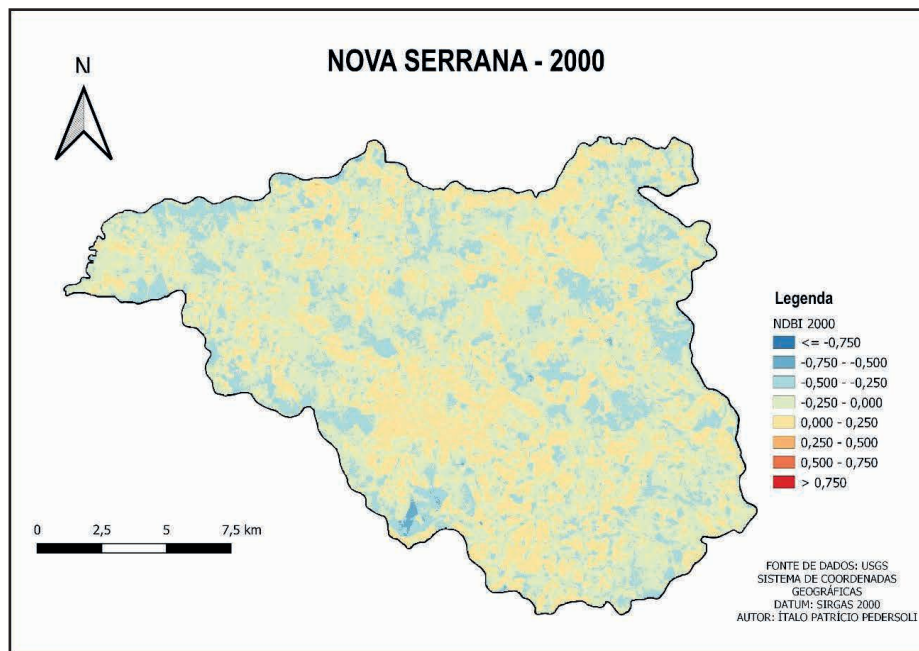 NOVA SERRANA - 2000
N
Legenda
NDBI 2000
<= -0,750
-0,750 - -0,500
-0,500 - -0,250
-0,250 - 0,000
0,000 - 0,250
0,250 - 0,500
0,500 - 0,750
> 0,750
0 2,5 5 7,5 km
FONTE DE DADOS: USGS
SISTEMA DE COORDENADAS
GEOGRÁFICAS
DATUM: SIRGAS 2000
AUTOR: ÍTALO PATRÍCIO PEDERSOLI